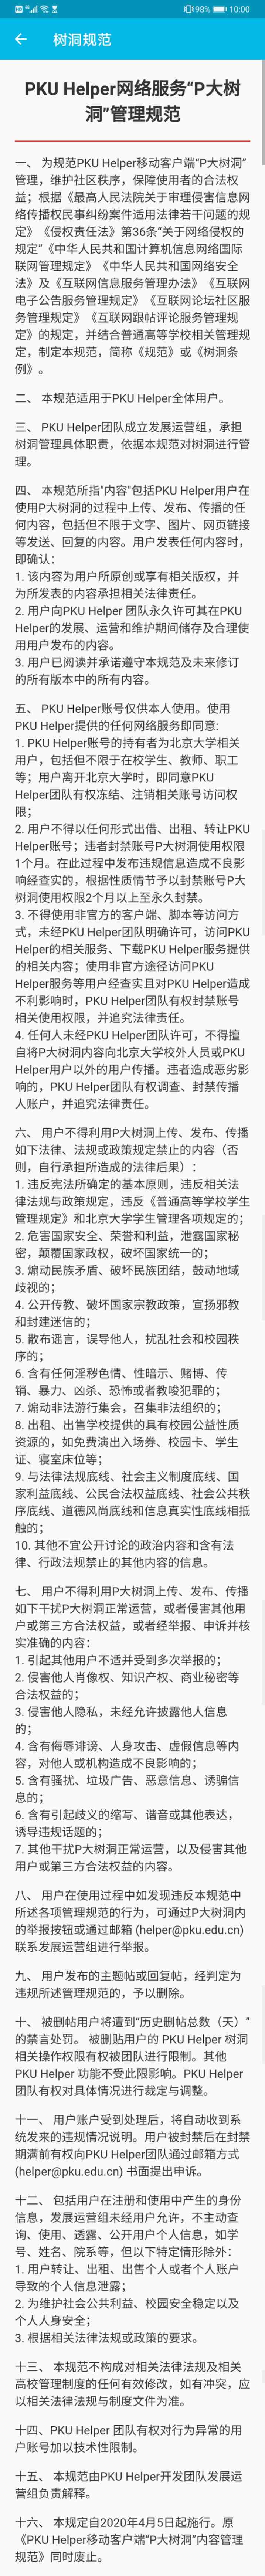 98% 10:00
树洞规范
PKU Helper网络服务“P大树
洞”管理规范
一、 为规范PKU Helper移动客户端“P大树洞”
管理，维护社区秩序，保障使用者的合法权
益；根据《最高人民法院关于审理侵害信息网
络传播权民事纠纷案件适用法律若干问题的规
定》《侵权责任法》第36条“关于网络侵权的
规定”《中华人民共和国计算机信息网络国际
联网管理规定》《中华人民共和国网络安全
法》及《互联网信息服务管理办法》《互联网
电子公告服务管理规定》《互联网论坛社区服
务管理规定》《互联网跟帖评论服务管理规
定》的规定，并结合普通高等学校相关管理规
定，制定本规范，简称《规范》或《树洞条
例》。
二、 本规范适用于PKU Helper全体用户。
三、 PKU Helper团队成立发展运营组，承担
树洞管理具体职责，依据本规范对树洞进行管
理。
四、 本规范所指“内容”包括PKU Helper用户在
使用P大树洞的过程中上传、发布、传播的任
何内容，包括但不限于文字、图片、网页链接
等发送、回复的内容。用户发表任何内容时，
即确认：
1. 该内容为用户所原创或享有相关版权，并
为所发表的内容承担相关法律责任。
2. 用户向PKU Helper 团队永久许可其在PKU
Helper的发展、运营和维护期间储存及合理使
用用户发布的内容。
3. 用户已阅读并承诺遵守本规范及未来修订
的所有版本中的所有内容。
五、 PKU Helper账号仅供本人使用。使用
PKU Helper提供的任何网络服务即同意:
1. PKU Helper账号的持有者为北京大学相关
用户，包括但不限于在校学生、教师、职工
等；用户离开北京大学时，即同意PKU
Helper团队有权冻结、注销相关账号访问权
限；
2. 用户不得以任何形式出借、出租、转让PKU
Helper账号；违者封禁账号P大树洞使用权限
1个月。在此过程中发布违规信息造成不良影
响经查实的，根据性质情节予以封禁账号P大
树洞使用权限2个月以上至永久封禁。
3. 不得使用非官方的客户端、脚本等访问方
式，未经PKU Helper团队明确许可，访问PKU
Helper的相关服务、下载PKU Helper服务提供
的相关内容；使用非官方途径访问PKU
Helper服务等用户经查实且对PKU Helper造成
不利影响时，PKU Helper团队有权封禁账号
相关使用权限，并追究法律责任。
4. 任何人未经PKU Helper团队许可，不得擅
自将P大树洞内容向北京大学校外人员或PKU
Helper用户以外的用户传播。违者造成恶劣影
响的，PKU Helper团队有权调查、封禁传播
人账户，并追究法律责任。
六、 用户不得利用P大树洞上传、发布、传播
如下法律、法规或政策规定禁止的内容（否
则，自行承担所造成的法律后果）：
1. 违反宪法所确定的基本原则，违反相关法
律法规与政策规定，违反《普通高等学校学生
管理规定》和北京大学学生管理各项规定的；
2. 危害国家安全、荣誉和利益，泄露国家秘
密，颠覆国家政权，破坏国家统一的；
3. 煽动民族矛盾、破坏民族团结，鼓动地域
歧视的；
4. 公开传教、破坏国家宗教政策，宣扬邪教
和封建迷信的；
5. 散布谣言，误导他人，扰乱社会和校园秩
序的；
6. 含有任何淫秽色情、性暗示、赌博、传
销、暴力、凶杀、恐怖或者教唆犯罪的；
7. 煽动非法游行集会，召集非法组织的；
8. 出租、出售学校提供的具有校园公益性质
资源的，如免费演出入场券、校园卡、学生
证、寝室床位等；
9. 与法律法规底线、社会主义制度底线、国
家利益底线、公民合法权益底线、社会公共秩
序底线、道德风尚底线和信息真实性底线相抵
触的；
10. 其他不宜公开讨论的政治内容和含有法
律、行政法规禁止的其他内容的信息。
七、 用户不得利用P大树洞上传、发布、传播
如下干扰P大树洞正常运营，或者侵害其他用
户或第三方合法权益，或者经举报、申诉并核
实准确的内容：
1. 引起其他用户不适并受到多次举报的；
2. 侵害他人肖像权、知识产权、商业秘密等
合法权益的；
3. 侵害他人隐私，未经允许披露他人信息
的；
4. 含有侮辱诽谤、人身攻击、虚假信息等内
容，对他人或机构造成不良影响的；
5. 含有骚扰、垃圾广告、恶意信息、诱骗信
息的；
6. 含有引起歧义的缩写、谐音或其他表达，
诱导违规话题的；
7. 其他干扰P大树洞正常运营，以及侵害其他
用户或第三方合法权益的内容。
八、 用户在使用过程中如发现违反本规范中
所述各项管理规范的行为，可通过P大树洞内
的举报按钮或通过邮箱 (helper@pku.edu.cn)
联系发展运营组进行举报。
九、 用户发布的主题帖或回复帖，经判定为
违规所述管理规范的，予以删除。
十、 被删帖用户将遭到“历史删帖总数（天）”
的禁言处罚。 被删贴用户的 PKU Helper 树洞
相关操作权限有权被团队进行限制。其他
PKU Helper 功能不受此限影响。PKU Helper
团队有权对具体情况进行裁定与调整。
十一、 用户账户受到处理后，将自动收到系
统发来的违规情况说明。用户被封禁后在封禁
期满前有权向PKU Helper团队通过邮箱方式
(helper@pku.edu.cn) 书面提出申诉。
十二、 包括用户在注册和使用中产生的身份
信息，发展运营组未经用户允许，不主动查
询、使用、透露、公开用户个人信息，如学
号、姓名、院系等，但以下特定情形除外：
1. 用户转让、出租、出售个人或者个人账户
导致的个人信息泄露；
2. 为维护社会公共利益、校园安全稳定以及
个人人身安全；
3. 根据相关法律法规或政策的要求。
十三、 本规范不构成对相关法律法规及相关
高校管理制度的任何有效修改，如有冲突，应
以相关法律法规与制度文件为准。
十四、PKU Helper 团队有权对行为异常的用
户账号加以技术性限制。
十五、 本规范由PKU Helper开发团队发展运
营组负责解释。
十六、 本规定自2020年4月5日起施行。原
《PKU Helper移动客户端“P大树洞”内容管理
规范》同时废止。